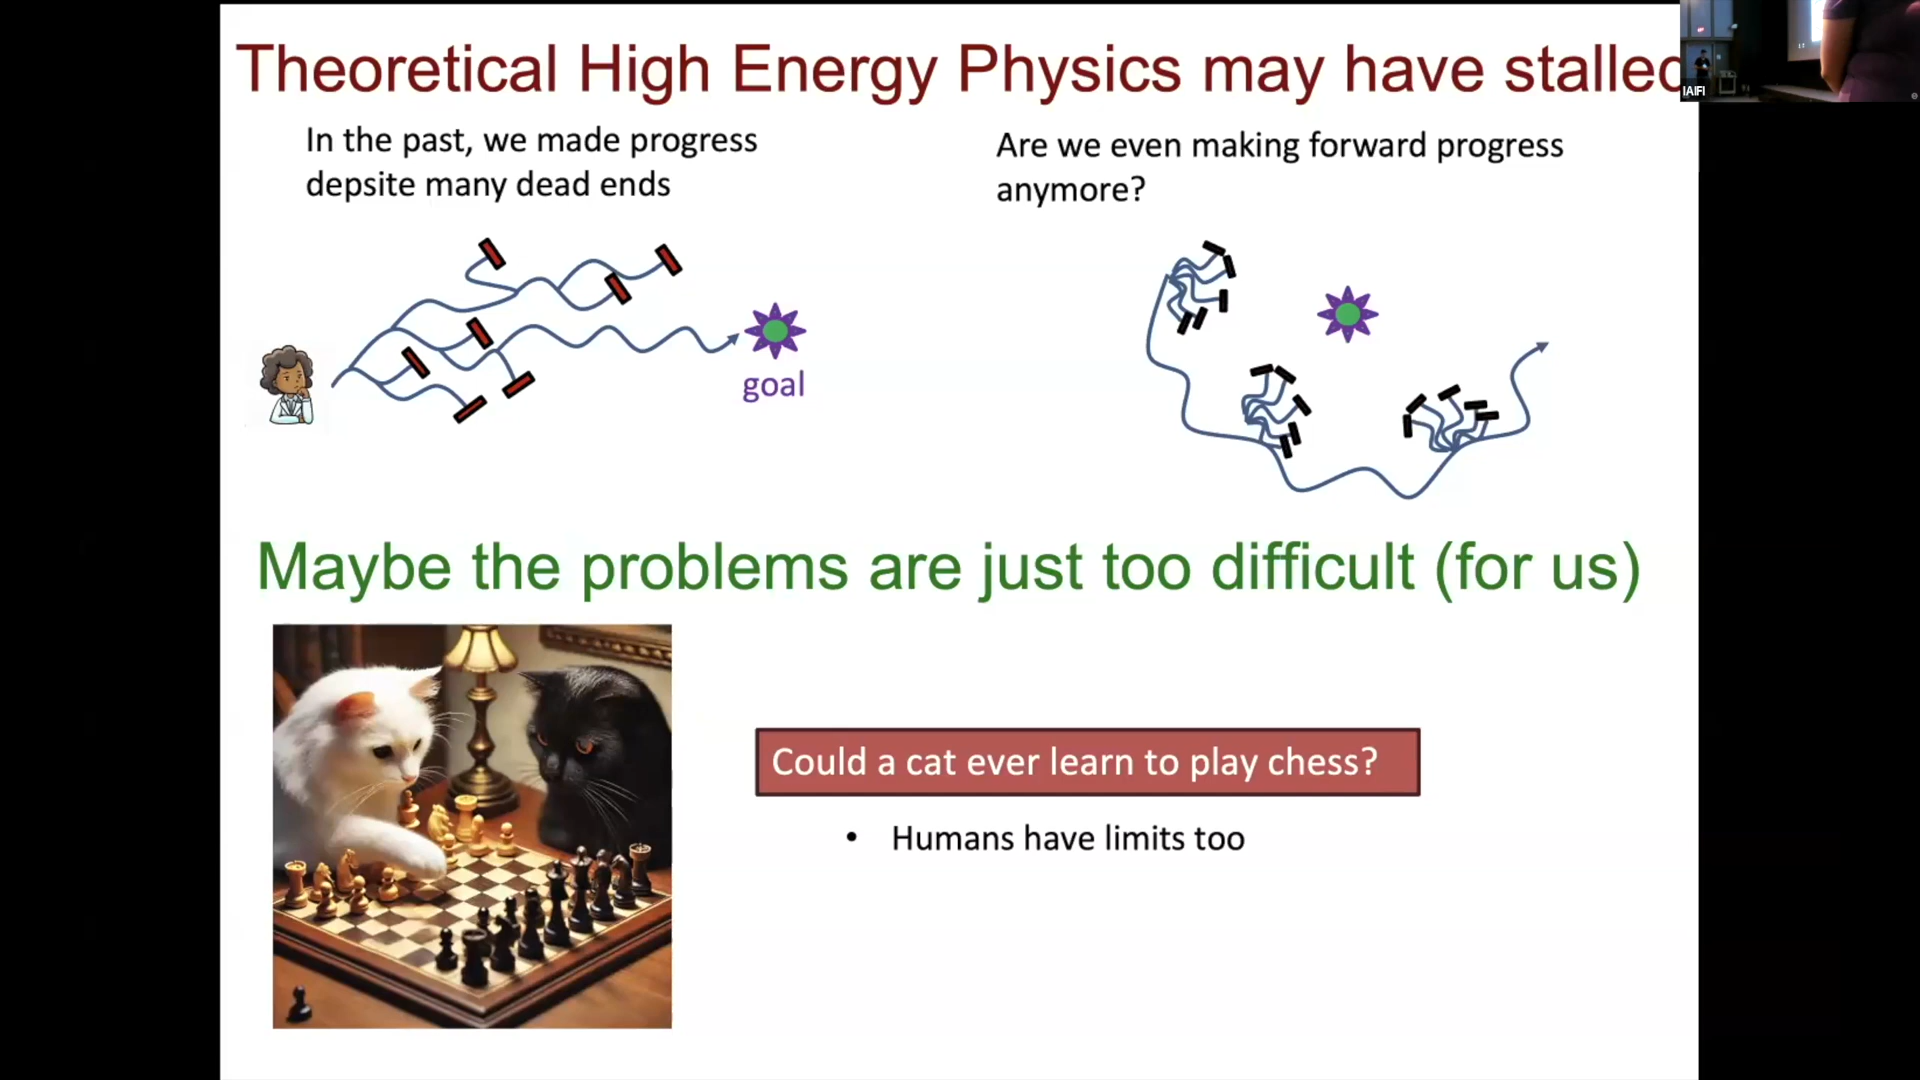 Theoretical High Energy Physics may have stalled
IAIFI
In the past, we made progress
depsite many dead ends
Are we even making forward progress
anymore?
goal
Maybe the problems are just too difficult (for us)
Could a cat ever learn to play chess?
• Humans have limits too